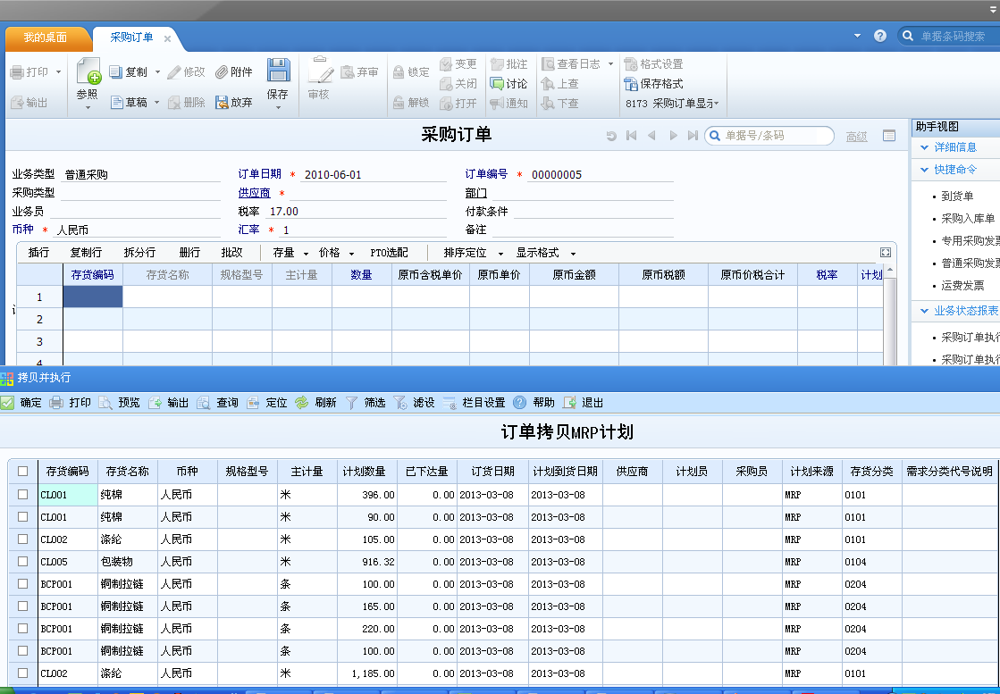 我的桌面 采购订单 单据条码搜索
打印 复制 修改 附件 弃审 锁定 变更 批注 查看日志 格式设置
参照 保存 审核 关闭 讨论 上查 保存格式
输出 草稿 删除 放弃 解锁 打开 通知 下查 8173 采购订单显示
采购订单 单据号/条码 高级
业务类型 普通采购 订单日期 * 2010-06-01 订单编号 * 00000005
采购类型 供应商 * 部门
业务员 税率 17.00 付款条件
币种 * 人民币 汇率 * 1 备注
插行 复制行 拆分行 删行 批改 存量 价格 PTO选配 排序定位 显示格式
存货编码 存货名称 规格型号 主计量 数量 原币含税单价 原币单价 原币金额 原币税额 原币价税合计 税率 计划
1
2
3
4
助手视图
详细信息
快捷命令
• 到货单
• 采购入库单
• 专用采购发票
• 普通采购发票
• 运费发票
业务状态报表
• 采购订单执行
• 采购订单执行
拷贝并执行
确定 打印 预览 输出 查询 定位 刷新 筛选 滤设 栏目设置 帮助 退出
订单拷贝MRP计划
存货编码 存货名称 币种 规格型号 主计量 计划数量 已下达量 订货日期 计划到货日期 供应商 计划员 采购员 计划来源 存货分类 需求分类代号说明
CL001 纯棉 人民币 米 396.00 0.00 2013-03-08 2013-03-08 MRP 0101
CL001 纯棉 人民币 米 90.00 0.00 2013-03-08 2013-03-08 MRP 0101
CL002 涤纶 人民币 米 105.00 0.00 2013-03-08 2013-03-08 MRP 0101
CL005 包装物 人民币 米 916.32 0.00 2013-03-08 2013-03-08 MRP 0104
BCP001 铜制拉链 人民币 条 100.00 0.00 2013-03-08 2013-03-08 MRP 0204
BCP001 铜制拉链 人民币 条 165.00 0.00 2013-03-08 2013-03-08 MRP 0204
BCP001 铜制拉链 人民币 条 220.00 0.00 2013-03-08 2013-03-08 MRP 0204
BCP001 铜制拉链 人民币 条 100.00 0.00 2013-03-08 2013-03-08 MRP 0204
CL002 涤纶 人民币 米 1,185.00 0.00 2013-03-08 2013-03-08 MRP 0101